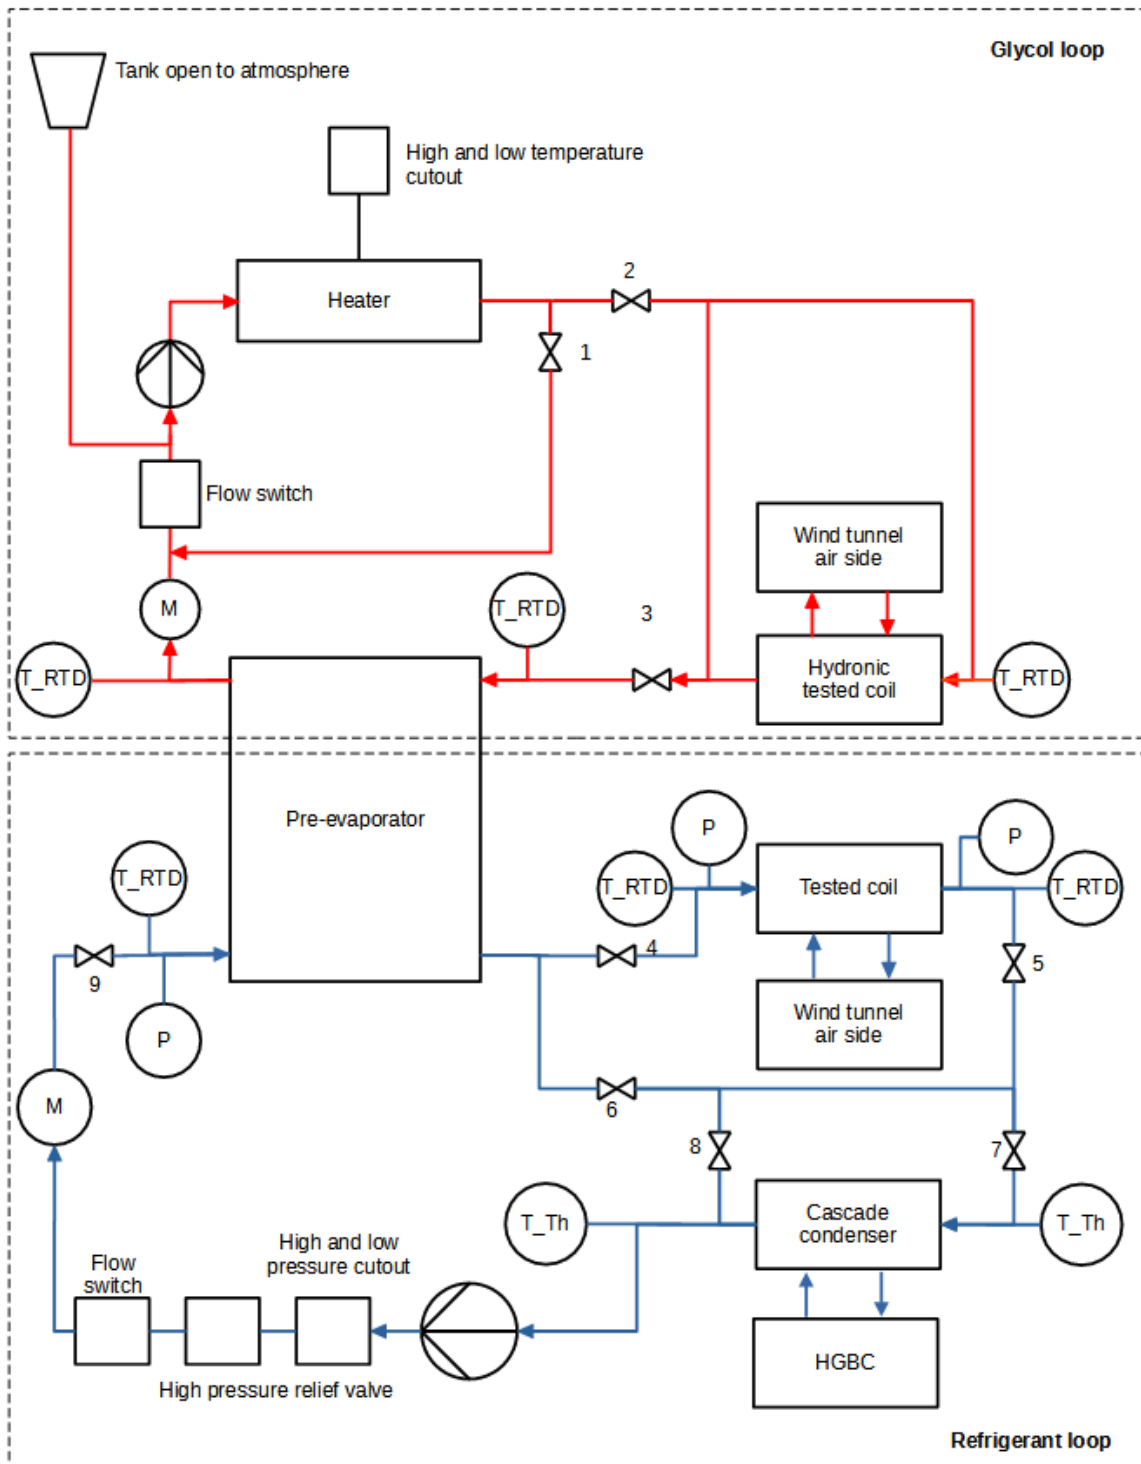 Glycol loop
Tank open to atmosphere
High and low temperature
cutout
2
Heater
1
Flow switch
Wind tunnel
air side
T_RTD
M
3
T_RTD
Hydronic
tested coil
T_RTD
Pre-evaporator
P
P
T_RTD
T_RTD
Tested coil
T_RTD
4
5
9
Wind tunnel
air side
P
M
6
8
7
T_Th
Cascade
condenser
T_Th
High and low
pressure cutout
Flow
switch
HGBC
High pressure relief valve
Refrigerant loop